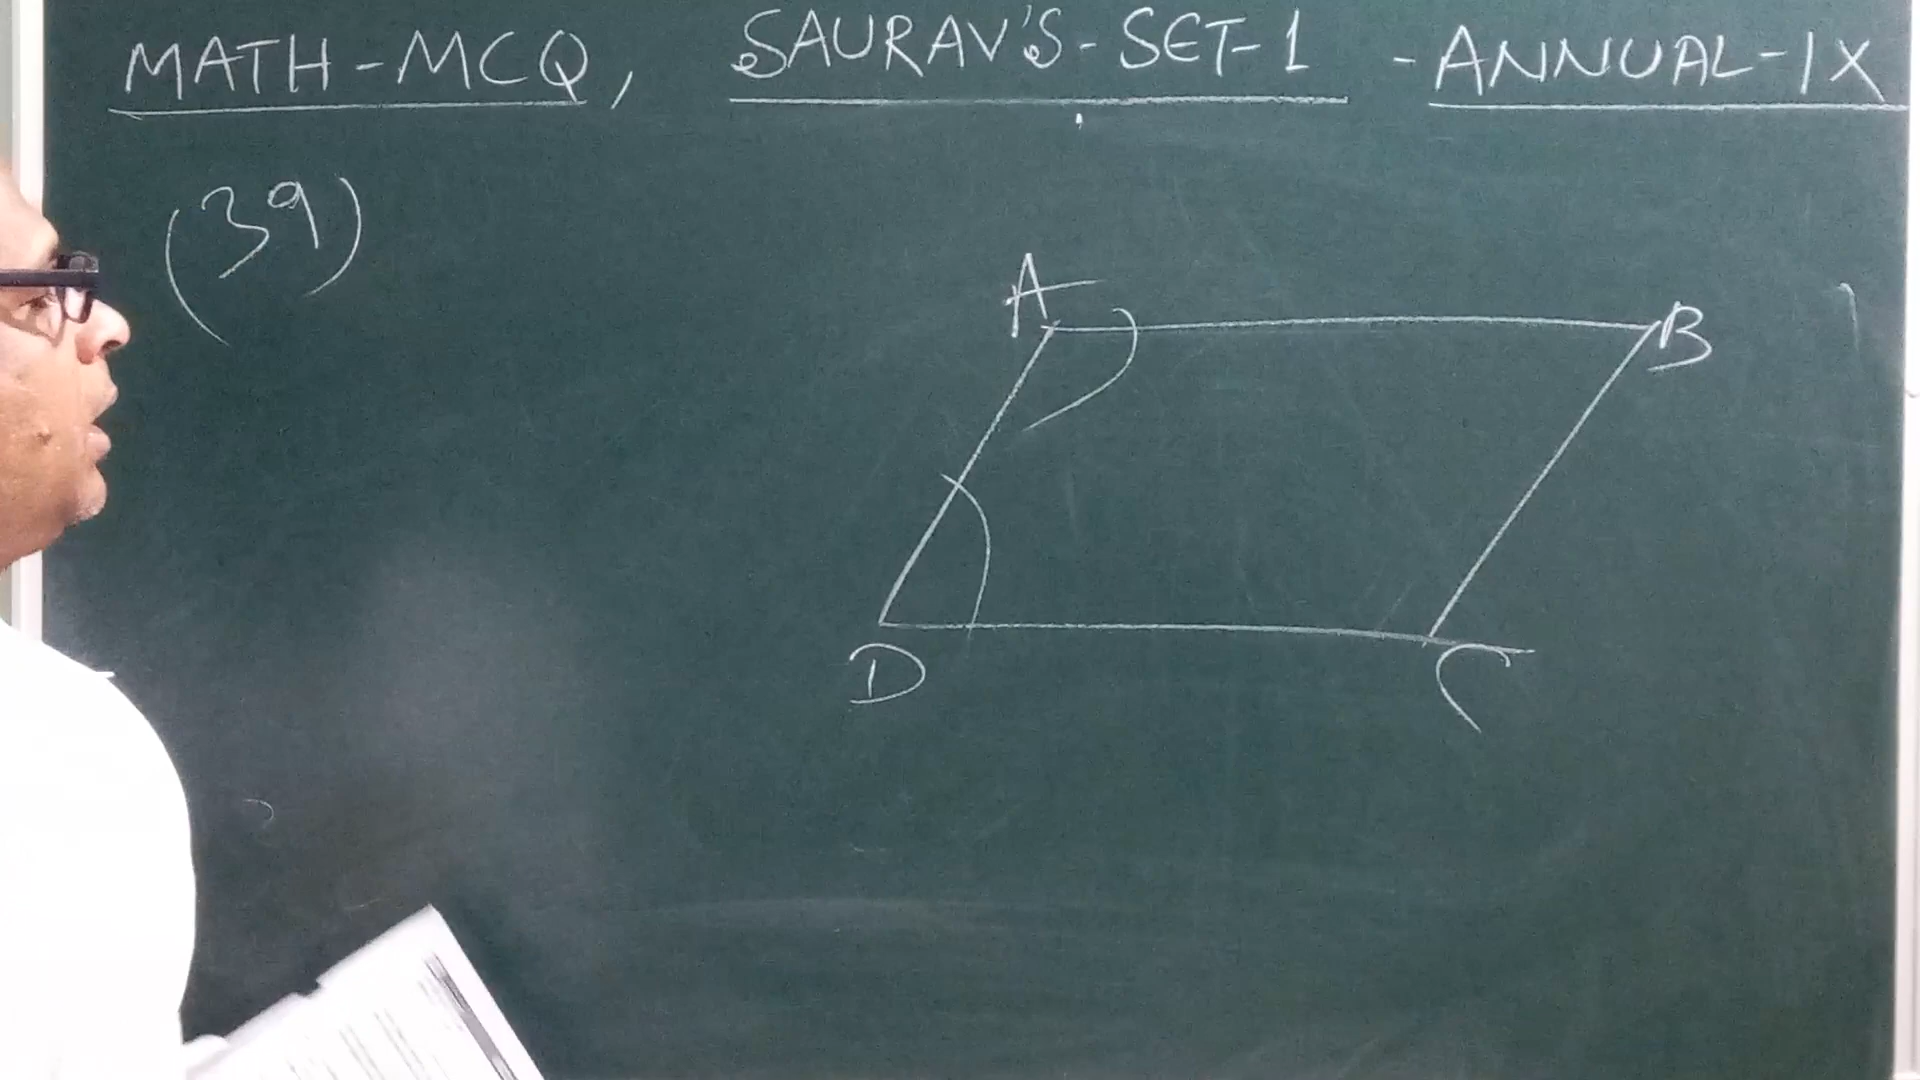 MATH-MCQ, SAURAV'S-SET-1 -ANNUAL-IX
(39)
A
B
D
C